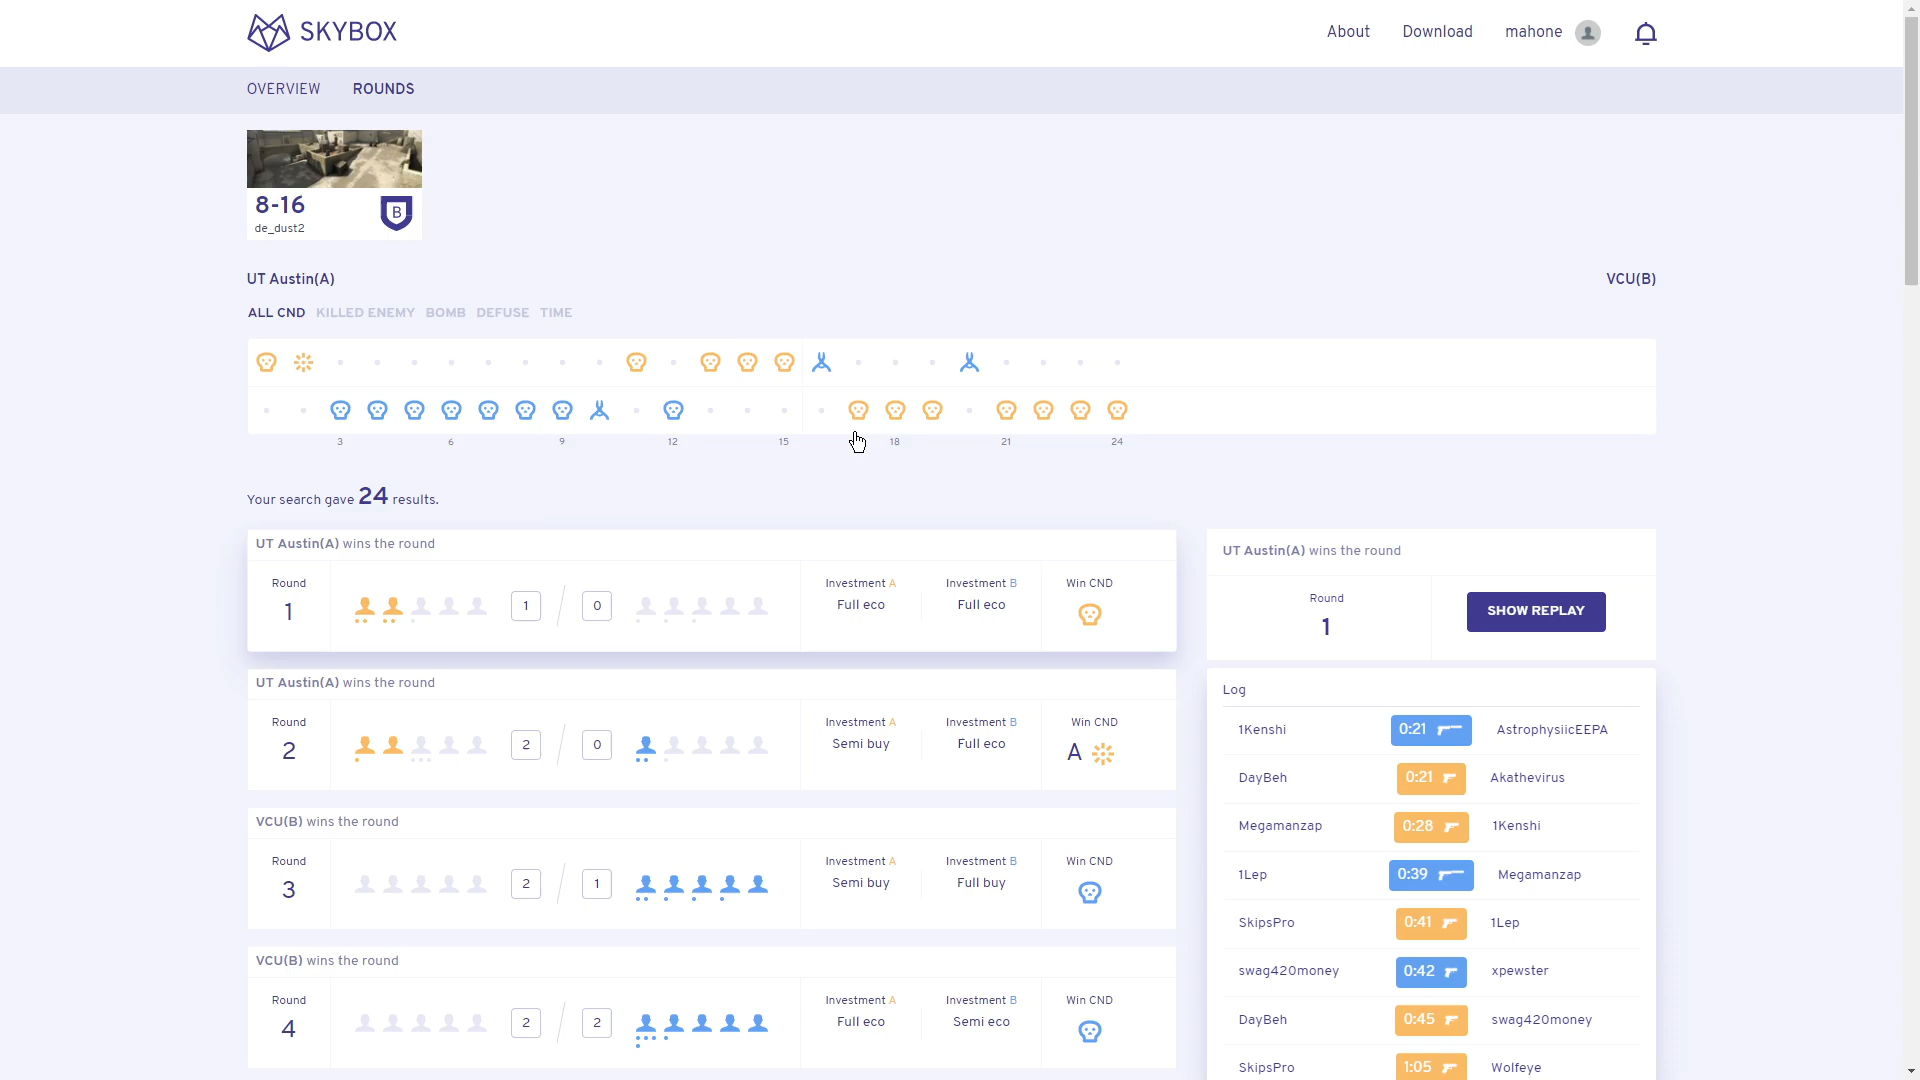 SKYBOX
About Download mahone
OVERVIEW ROUNDS
8-16
B
de_dust2
UT Austin(A) VCU(B)
ALL CND KILLED ENEMY BOMB DEFUSE TIME
3 6 9 12 15 18 21 24
Your search gave 24 results.
UT Austin(A) wins the round
Round Investment A Investment B Win CND
1 1 0 Full eco Full eco
UT Austin(A) wins the round
Round Investment A Investment B Win CND
2 2 0 Semi buy Full eco A
VCU(B) wins the round
Round Investment A Investment B Win CND
3 2 1 Semi buy Full buy
VCU(B) wins the round
Round Investment A Investment B Win CND
4 2 2 Full eco Semi eco
UT Austin(A) wins the round
Round
1
SHOW REPLAY
Log
1Kenshi 0:21 AstrophysiicEEPA
DayBeh 0:21 Akathevirus
Megamanzap 0:28 1Kenshi
1Lep 0:39 Megamanzap
SkipsPro 0:41 1Lep
swag420money 0:42 xpewster
DayBeh 0:45 swag420money
SkipsPro 1:05 Wolfeye